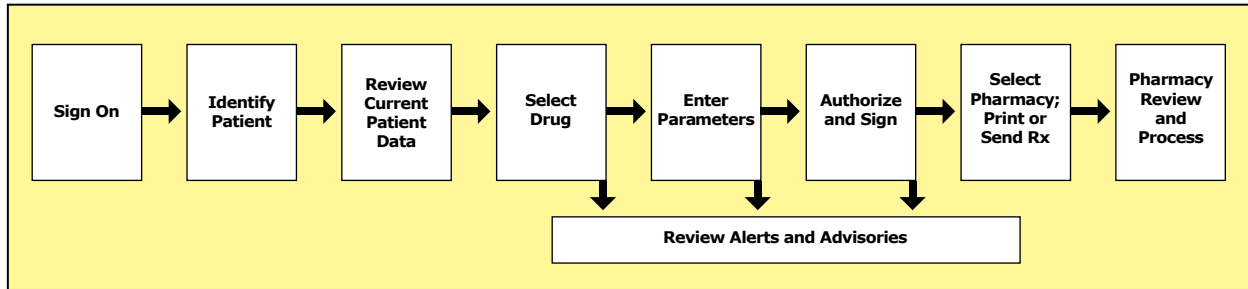 Sign On
Identify
Patient
Review
Current
Patient
Data
Select
Drug
Enter
Parameters
Authorize
and Sign
Select
Pharmacy;
Print or
Send Rx
Pharmacy
Review
and
Process
Review Alerts and Advisories